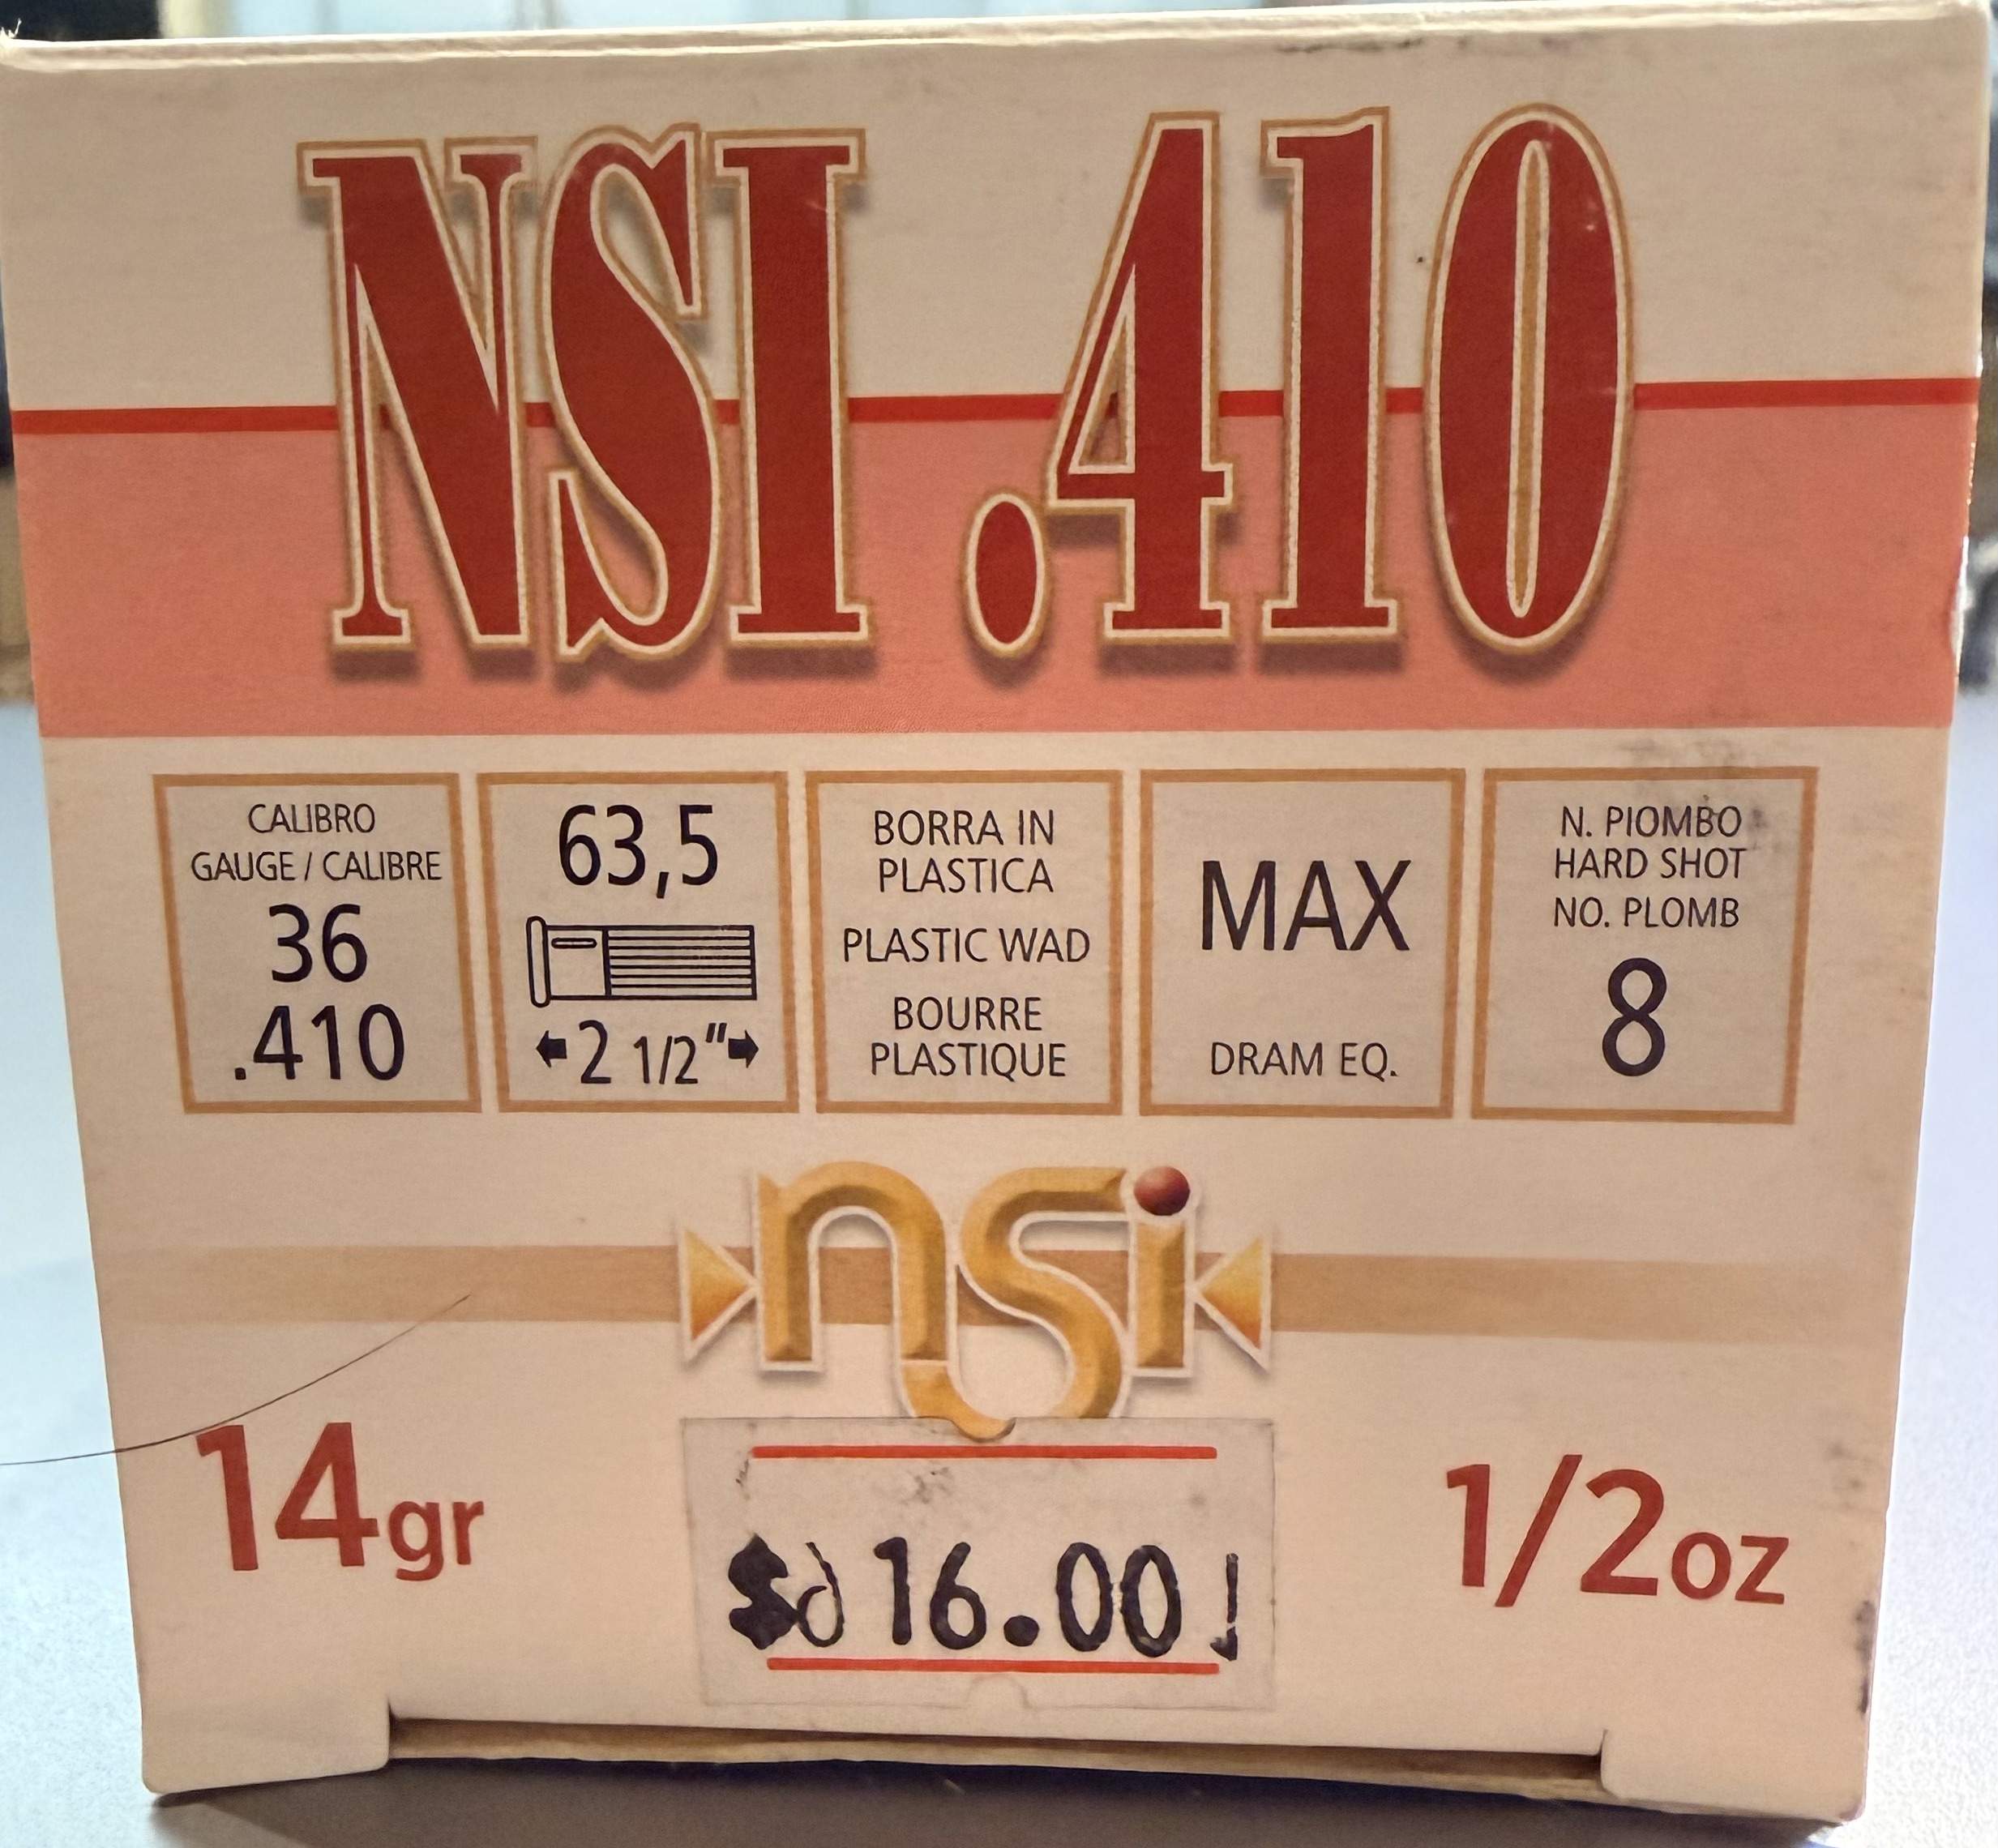 NSI .410
CALIBRO
GAUGE / CALIBRE
36
.410
63,5
2 1/2"
BORRA IN
PLASTICA
PLASTIC WAD
BOURRE
PLASTIQUE
MAX
DRAM EQ.
N. PIOMBO
HARD SHOT
NO. PLOMB
8
nsi
14gr
$ 16.00
1/2oz